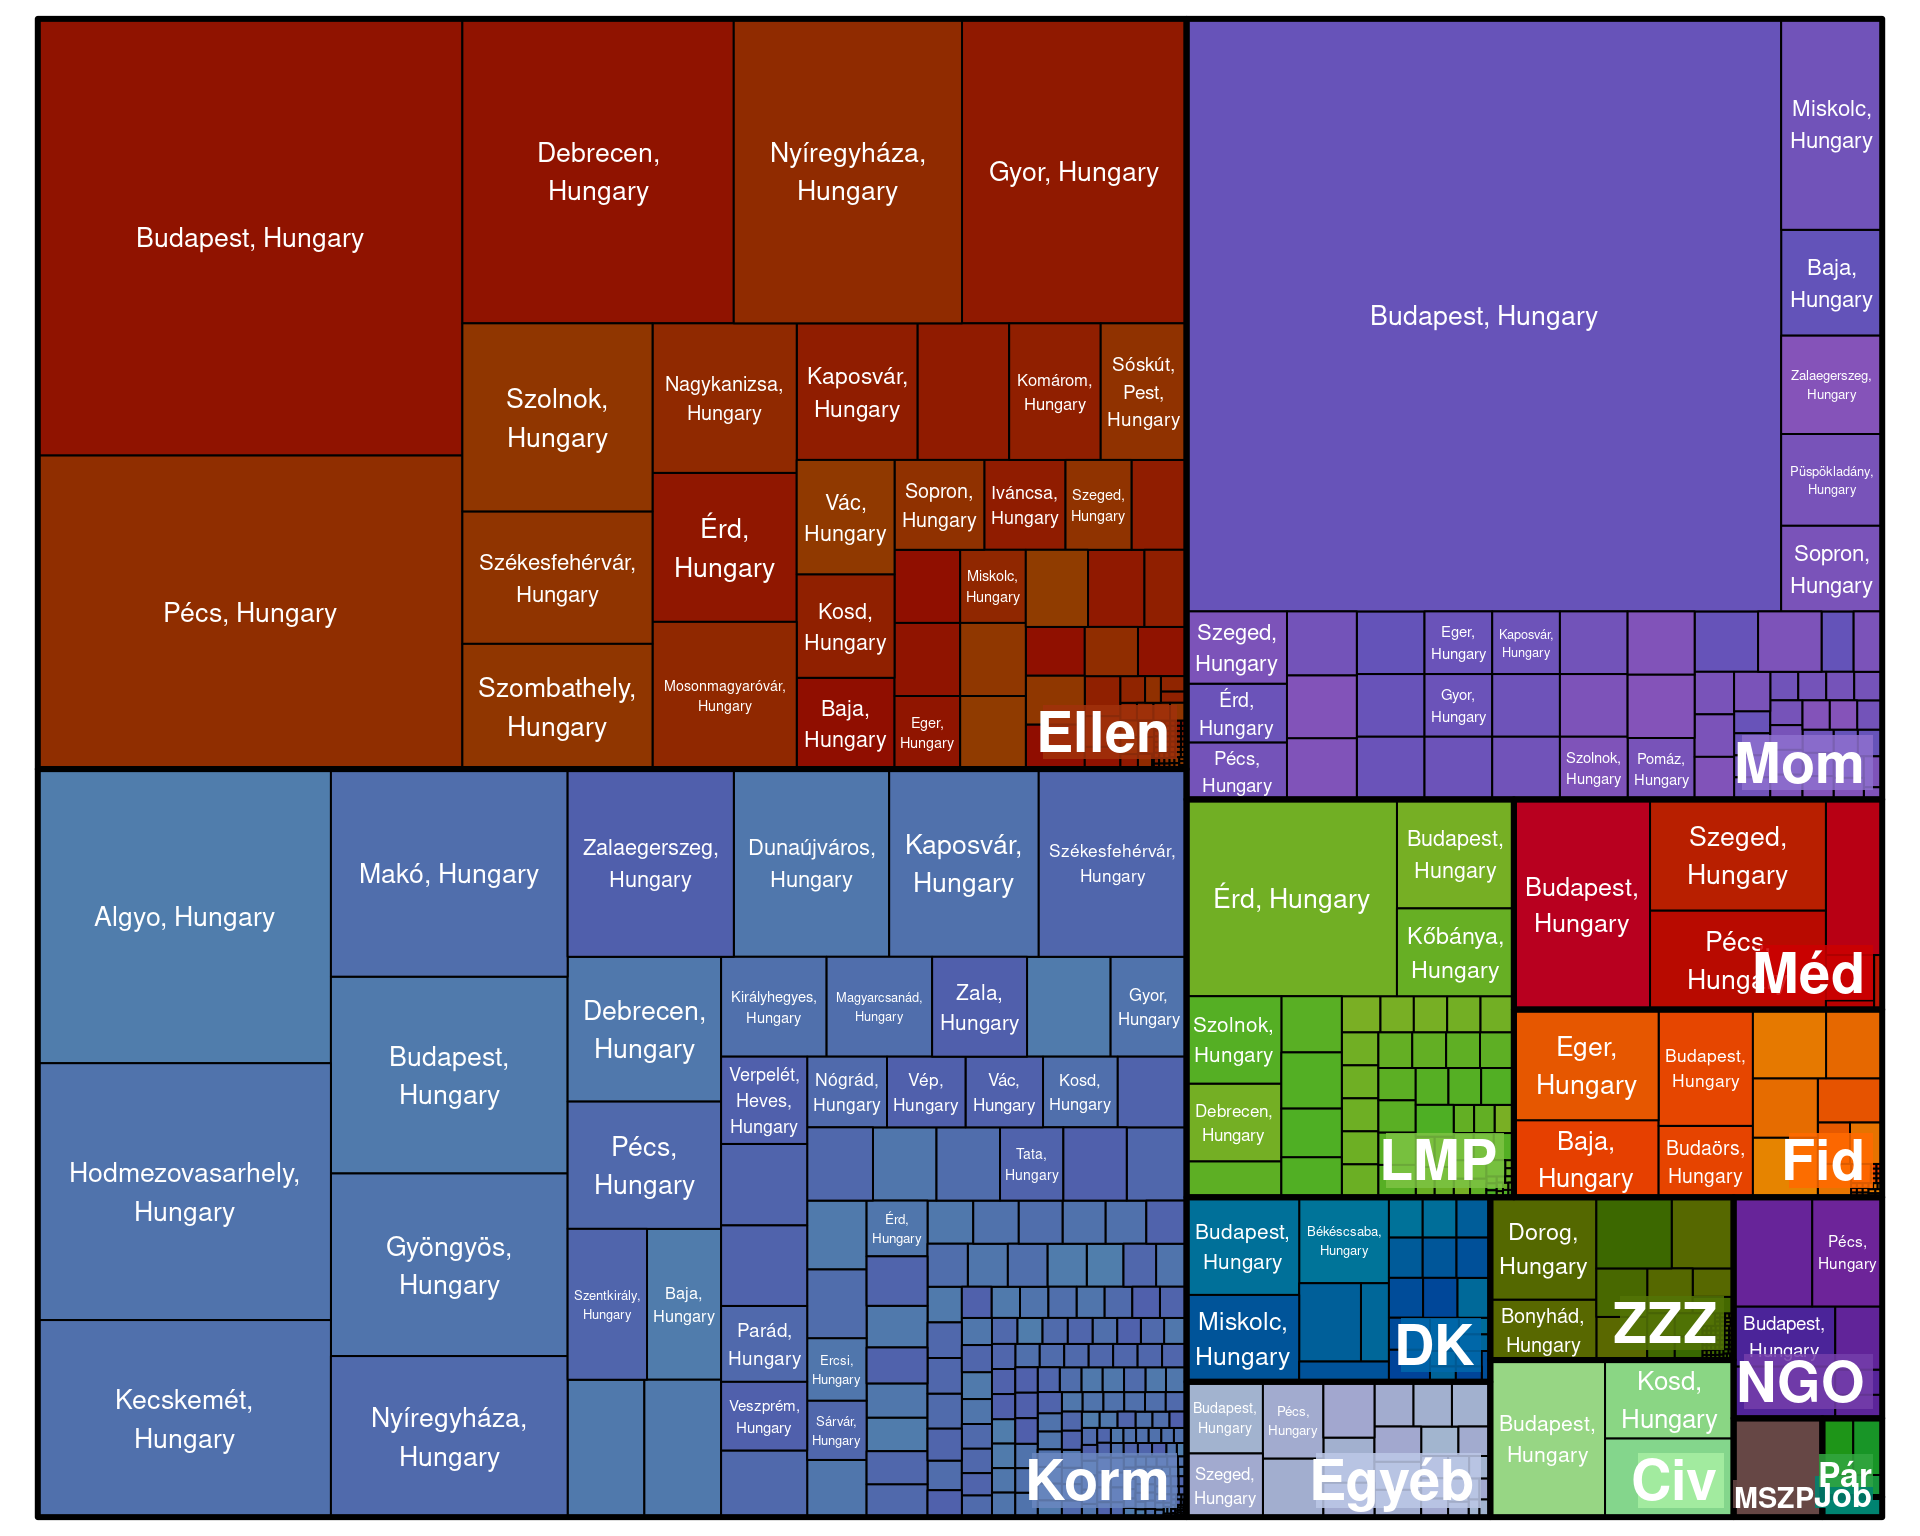 Budapest, Hungary
Pécs, Hungary
Debrecen,
Hungary
Nyíregyháza,
Hungary
Gyor, Hungary
Szolnok,
Hungary
Székesfehérvár,
Hungary
Szombathely,
Hungary
Nagykanizsa,
Hungary
Érd,
Hungary
Mosonmagyaróvár,
Hungary
Kaposvár,
Hungary
Komárom,
Hungary
Sóskút,
Pest,
Hungary
Vác,
Hungary
Kosd,
Hungary
Baja,
Hungary
Sopron,
Hungary
Iváncsa,
Hungary
Szeged,
Hungary
Miskolc,
Hungary
Eger,
Hungary
Ellen
Budapest, Hungary
Miskolc,
Hungary
Baja,
Hungary
Zalaegerszeg,
Hungary
Püspökladány,
Hungary
Sopron,
Hungary
Szeged,
Hungary
Érd,
Hungary
Pécs,
Hungary
Eger,
Hungary
Kaposvár,
Hungary
Gyor,
Hungary
Szolnok,
Hungary
Pomáz,
Hungary
Mom
Algyo, Hungary
Hodmezovasarhely,
Hungary
Kecskemét,
Hungary
Makó, Hungary
Budapest,
Hungary
Gyöngyös,
Hungary
Nyíregyháza,
Hungary
Zalaegerszeg,
Hungary
Dunaújváros,
Hungary
Kaposvár,
Hungary
Székesfehérvár,
Hungary
Debrecen,
Hungary
Pécs,
Hungary
Szentkirály,
Hungary
Baja,
Hungary
Királyhegyes,
Hungary
Magyarcsanád,
Hungary
Zala,
Hungary
Gyor,
Hungary
Verpelét,
Heves,
Hungary
Nógrád,
Hungary
Vép,
Hungary
Vác,
Hungary
Kosd,
Hungary
Tata,
Hungary
Parád,
Hungary
Veszprém,
Hungary
Érd,
Hungary
Ercsi,
Hungary
Sárvár,
Hungary
Korm
Érd, Hungary
Budapest,
Hungary
Kőbánya,
Hungary
Szolnok,
Hungary
Debrecen,
Hungary
LMP
Budapest,
Hungary
Szeged,
Hungary
Pécs,
Hunga
Méd
Eger,
Hungary
Baja,
Hungary
Budapest,
Hungary
Budaörs,
Hungary
Fid
Budapest,
Hungary
Békéscsaba,
Hungary
Miskolc,
Hungary
DK
Dorog,
Hungary
Bonyhád,
Hungary
ZZZ
Pécs,
Hungary
Budapest,
Hungary
NGO
Budapest,
Hungary
Pécs,
Hungary
Szeged,
Hungary
Egyéb
Budapest,
Hungary
Kosd,
Hungary
Civ
MSZP
Pár
Job